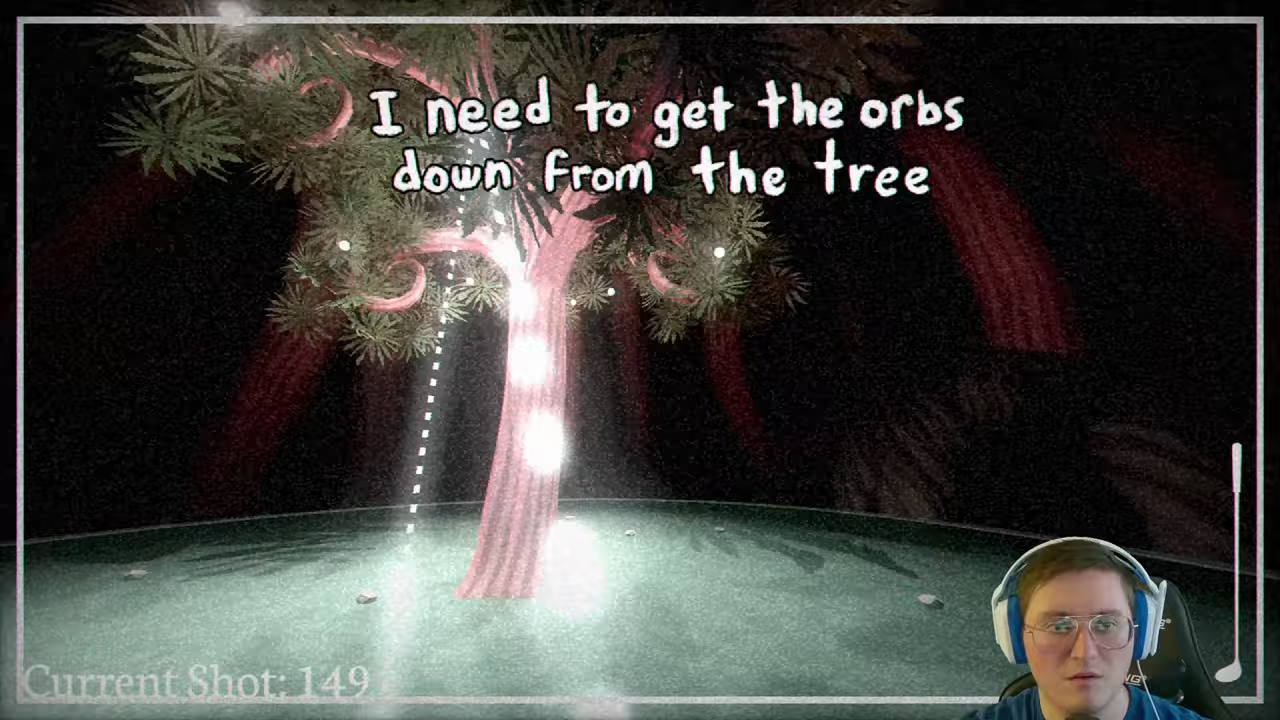 I need to get the orbs
down from the tree
Current Shot: 149